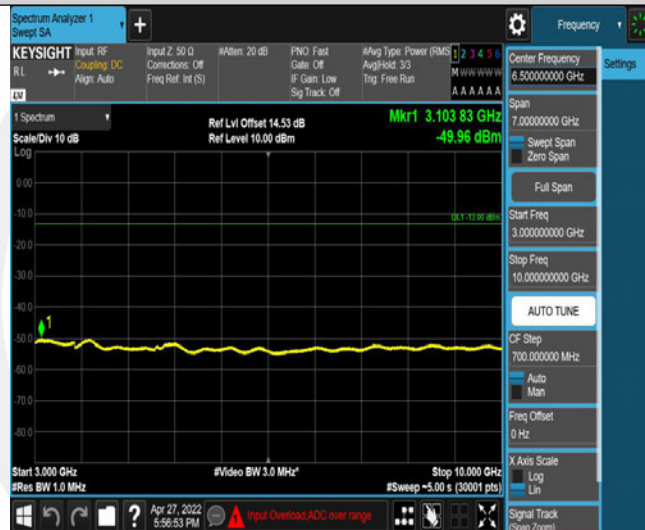 Spectrum Analyzer 1
Swept SA
+
Frequency
KEYSIGHT
RL
LXI
Input: RF
Coupling: DC
Align: Auto
Input Z: 50 Ω
Corrections: Off
Freq Ref: Int (S)
#Atten: 20 dB
PNO: Fast
Gate: Off
IF Gain: Low
Sig Track: Off
#Avg Type: Power (RMS
Avg|Hold: 3/3
Trig: Free Run
1 2 3 4 5 6
M W W W W W
A A A A A A
Center Frequency
6.500000000 GHz
Settings
Span
7.00000000 GHz
Swept Span
Zero Span
Full Span
Start Freq
3.000000000 GHz
Stop Freq
10.000000000 GHz
AUTO TUNE
CF Step
700.000000 MHz
Auto
Man
Freq Offset
0 Hz
X Axis Scale
Log
Lin
Signal Track
(Span Zoom)
1 Spectrum
Scale/Div 10 dB
Log
Ref Lvl Offset 14.53 dB
Ref Level 10.00 dBm
Mkr1 3.103 83 GHz
-49.96 dBm
0.00
-10.0
-20.0
-30.0
-40.0
-50.0
-60.0
-70.0
-80.0
DL1 -13.00 dBm
1
Start 3.000 GHz
#Res BW 1.0 MHz
#Video BW 3.0 MHz*
Stop 10.000 GHz
#Sweep ~5.00 s (30001 pts)
?
Apr 27, 2022
5:56:53 PM
Input Overload;ADC over range